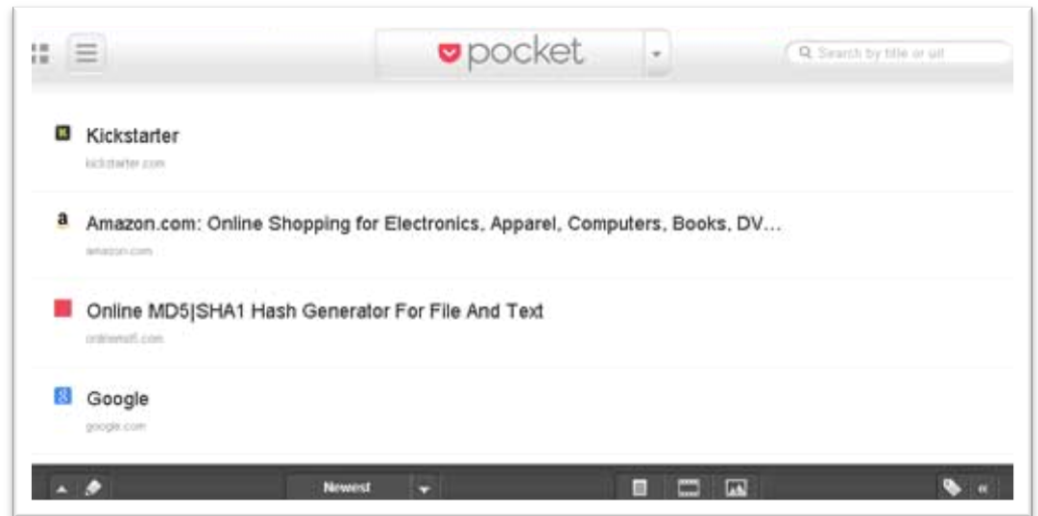 pocket
Search by title or url
Kickstarter
kickstarter.com
Amazon.com: Online Shopping for Electronics, Apparel, Computers, Books, DV...
amazon.com
Online MD5|SHA1 Hash Generator For File And Text
onlinemd5.com
Google
google.com
Newest